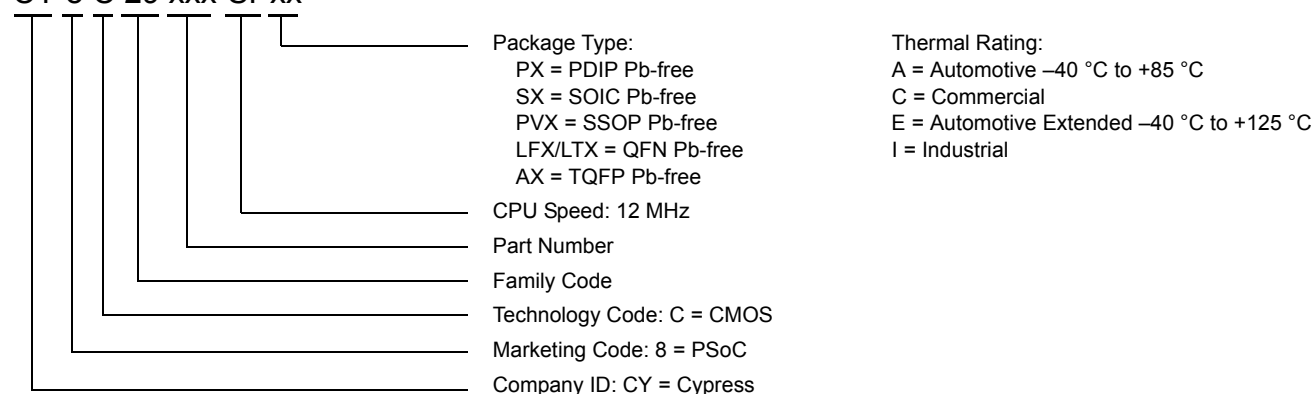 Package Type:
PX = PDIP Pb-free
SX = SOIC Pb-free
PVX = SSOP Pb-free
LFX/LTX = QFN Pb-free
AX = TQFP Pb-free
Thermal Rating:
A = Automotive –40 °C to +85 °C
C = Commercial
E = Automotive Extended –40 °C to +125 °C
I = Industrial
CPU Speed: 12 MHz
Part Number
Family Code
Technology Code: C = CMOS
Marketing Code: 8 = PSoC
Company ID: CY = Cypress